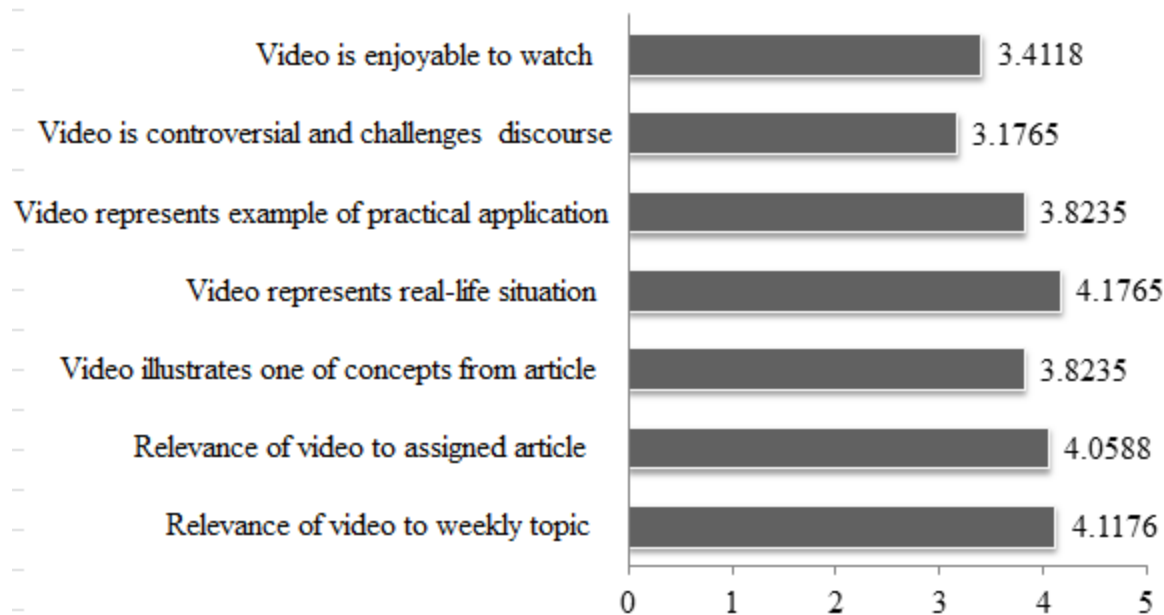 Video is enjoyable to watch 3.4118
Video is controversial and challenges discourse 3.1765
Video represents example of practical application 3.8235
Video represents real-life situation 4.1765
Video illustrates one of concepts from article 3.8235
Relevance of video to assigned article 4.0588
Relevance of video to weekly topic 4.1176
0 1 2 3 4 5